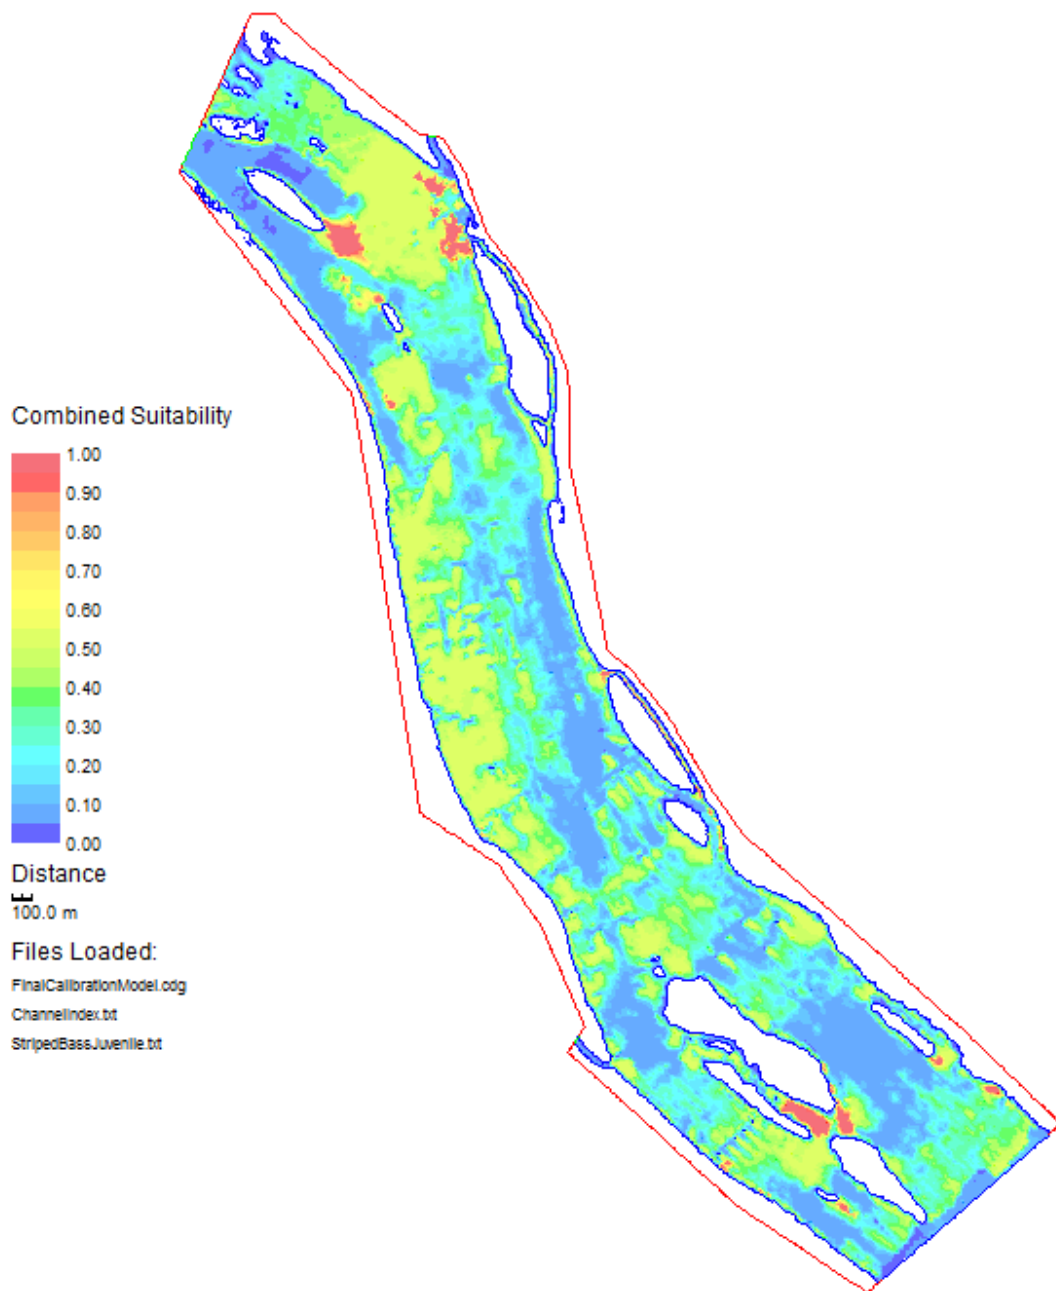 Combined Suitability
1.00
0.90
0.80
0.70
0.60
0.50
0.40
0.30
0.20
0.10
0.00
Distance
100.0 m
Files Loaded:
FinalCalibrationModel.cdg
ChannelIndex.txt
StripedBassJuvenile.txt